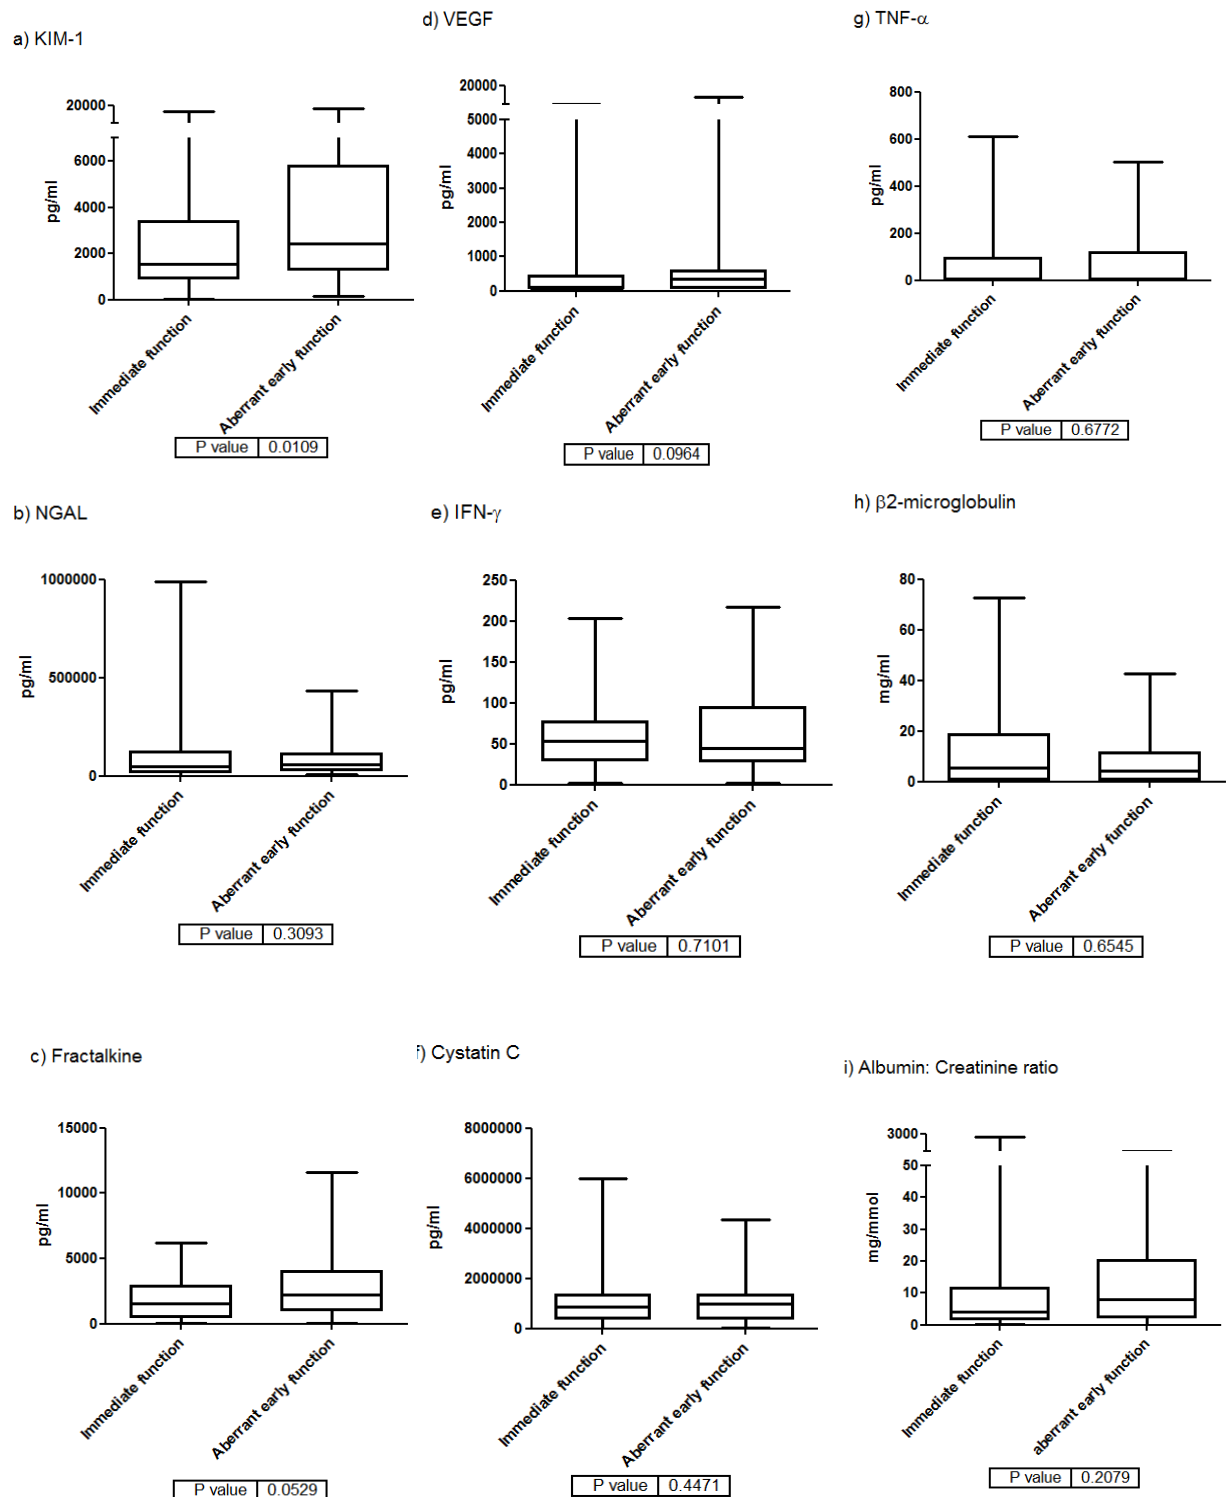 a) KIM-1
20000
6000
4000
2000
0
pg/ml
Immediate function
Aberrant early function
P value 0.0109
d) VEGF
20000
5000
4000
3000
2000
1000
0
pg/ml
Immediate function
Aberrant early function
P value 0.0964
g) TNF-α
800
600
400
200
0
pg/ml
Immediate function
Aberrant early function
P value 0.6772
b) NGAL
1000000
500000
0
pg/ml
Immediate function
Aberrant early function
P value 0.3093
e) IFN-γ
250
200
150
100
50
0
pg/ml
Immediate function
Aberrant early function
P value 0.7101
h) β2-microglobulin
80
60
40
20
0
mg/ml
Immediate function
Aberrant early function
P value 0.6545
c) Fractalkine
15000
10000
5000
0
pg/ml
Immediate function
Aberrant early function
P value 0.0529
f) Cystatin C
8000000
6000000
4000000
2000000
0
pg/ml
Immediate function
Aberrant early function
P value 0.4471
i) Albumin: Creatinine ratio
3000
50
40
30
20
10
0
mg/mmol
Immediate function
aberrant early function
P value 0.2079